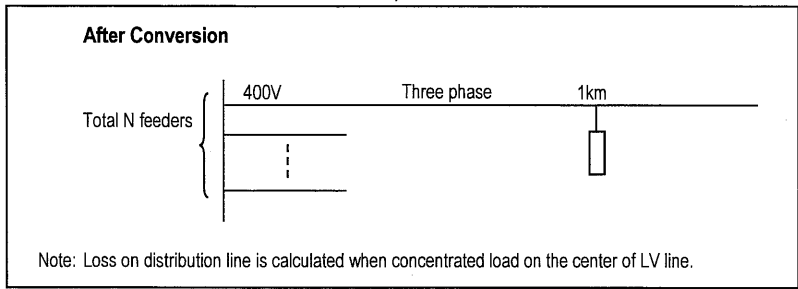 After Conversion
400V Three phase 1km
Total N feeders
Note: Loss on distribution line is calculated when concentrated load on the center of LV line.